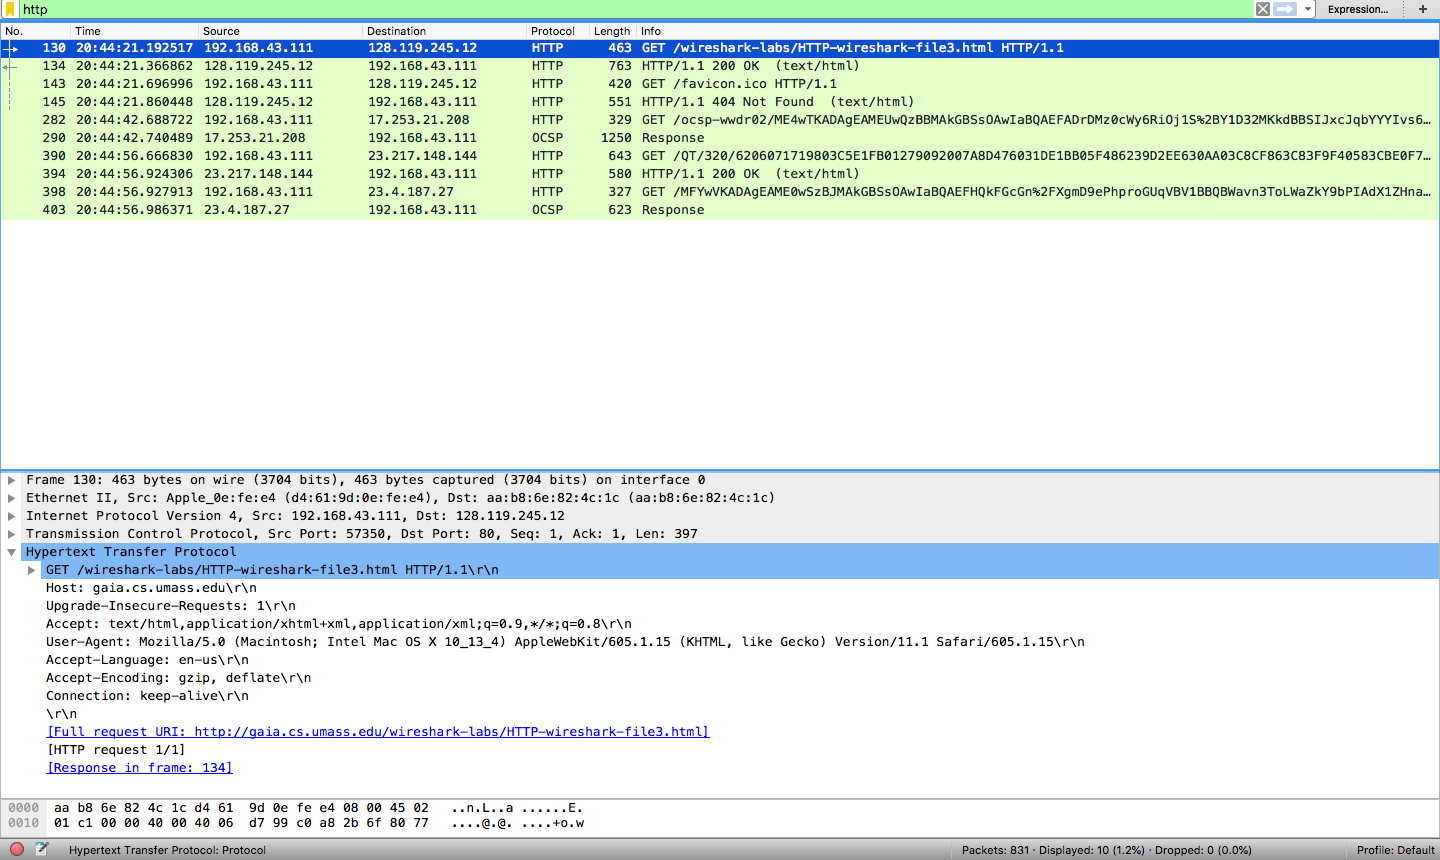 http Expression... +
No. Time Source Destination Protocol Length Info
130 20:44:21.192517 192.168.43.111 128.119.245.12 HTTP 463 GET /wireshark-labs/HTTP-wireshark-file3.html HTTP/1.1
134 20:44:21.366862 128.119.245.12 192.168.43.111 HTTP 763 HTTP/1.1 200 OK (text/html)
143 20:44:21.696996 192.168.43.111 128.119.245.12 HTTP 420 GET /favicon.ico HTTP/1.1
145 20:44:21.860448 128.119.245.12 192.168.43.111 HTTP 551 HTTP/1.1 404 Not Found (text/html)
282 20:44:42.688722 192.168.43.111 17.253.21.208 HTTP 329 GET /ocsp-wwdr02/ME4wTKADAgEAMEUwQzBBMAkGBSsOAwIaBQAEFADrDMz0cWy6RiOj1S%2BY1D32MKkdBBSIJxcJqbYYYIvs6…
290 20:44:42.740489 17.253.21.208 192.168.43.111 OCSP 1250 Response
390 20:44:56.666830 192.168.43.111 23.217.148.144 HTTP 643 GET /QT/320/6206071719803C5E1FB01279092007A8D476031DE1BB05F486239D2EE630AA03C8CF863C83F9F40583CBE0F7…
394 20:44:56.924306 23.217.148.144 192.168.43.111 HTTP 580 HTTP/1.1 200 OK (text/html)
398 20:44:56.927913 192.168.43.111 23.4.187.27 HTTP 327 GET /MFYwVKADAgEAME0wSzBJMAkGBSsOAwIaBQAEFHQkFGcGn%2FXgmD9ePhproGUqVBV1BBQBWavn3ToLWaZkY9bPIAdX1ZHna…
403 20:44:56.986371 23.4.187.27 192.168.43.111 OCSP 623 Response
Frame 130: 463 bytes on wire (3704 bits), 463 bytes captured (3704 bits) on interface 0
Ethernet II, Src: Apple_0e:fe:e4 (d4:61:9d:0e:fe:e4), Dst: aa:b8:6e:82:4c:1c (aa:b8:6e:82:4c:1c)
Internet Protocol Version 4, Src: 192.168.43.111, Dst: 128.119.245.12
Transmission Control Protocol, Src Port: 57350, Dst Port: 80, Seq: 1, Ack: 1, Len: 397
Hypertext Transfer Protocol
GET /wireshark-labs/HTTP-wireshark-file3.html HTTP/1.1\r\n
Host: gaia.cs.umass.edu\r\n
Upgrade-Insecure-Requests: 1\r\n
Accept: text/html,application/xhtml+xml,application/xml;q=0.9,*/*;q=0.8\r\n
User-Agent: Mozilla/5.0 (Macintosh; Intel Mac OS X 10_13_4) AppleWebKit/605.1.15 (KHTML, like Gecko) Version/11.1 Safari/605.1.15\r\n
Accept-Language: en-us\r\n
Accept-Encoding: gzip, deflate\r\n
Connection: keep-alive\r\n
\r\n
[Full request URI: http://gaia.cs.umass.edu/wireshark-labs/HTTP-wireshark-file3.html]
[HTTP request 1/1]
[Response in frame: 134]
0000 aa b8 6e 82 4c 1c d4 61 9d 0e fe e4 08 00 45 02 ..n.L..a ......E.
0010 01 c1 00 00 40 00 40 06 d7 99 c0 a8 2b 6f 80 77 ....@.@. ....+o.w
Hypertext Transfer Protocol: Protocol Packets: 831 · Displayed: 10 (1.2%) · Dropped: 0 (0.0%) Profile: Default